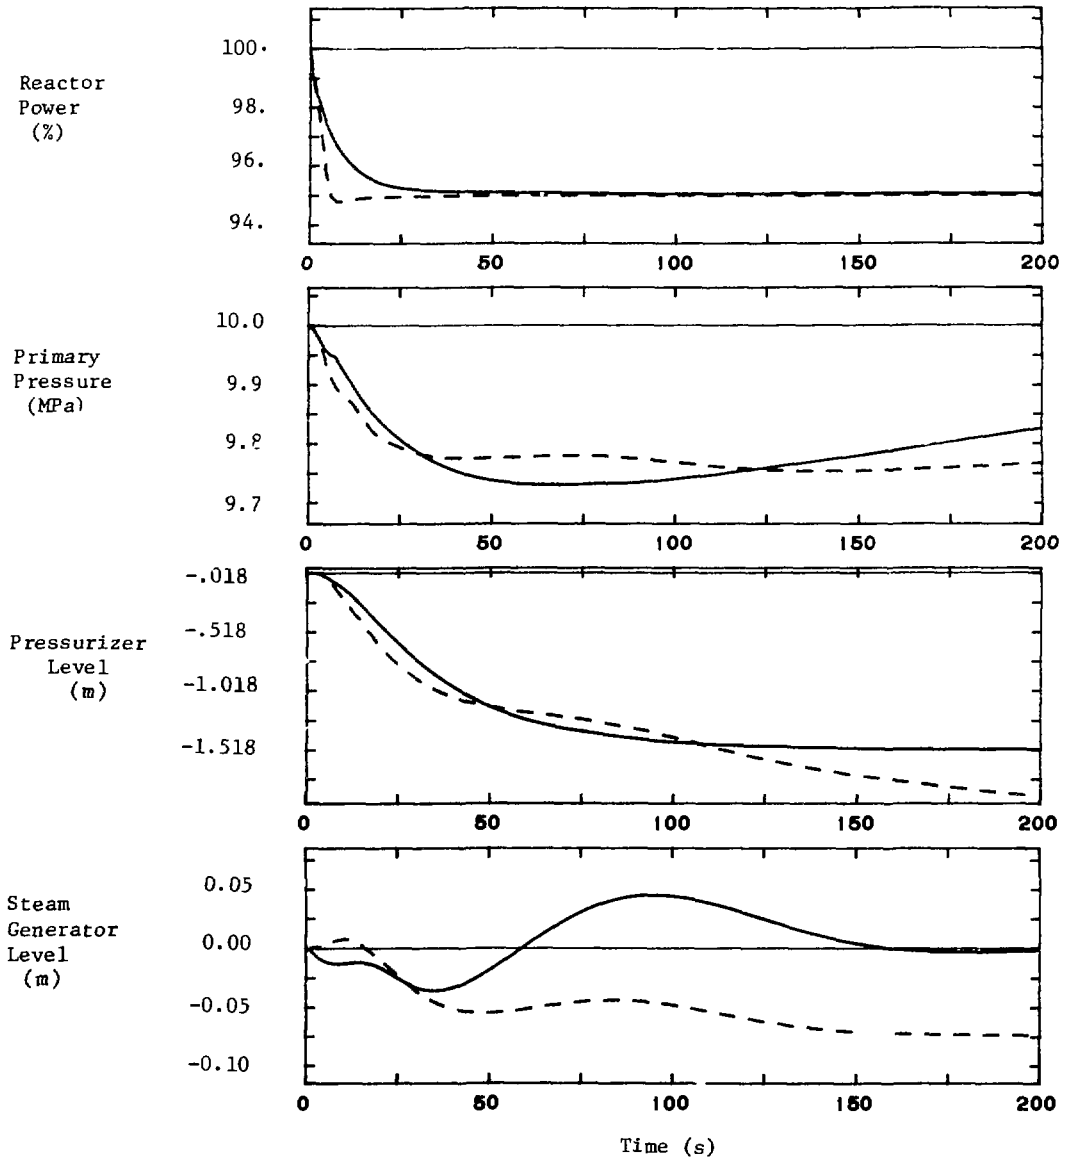 Reactor
Power
(%)
100.
98.
96.
94.
0 50 100 150 200
Primary
Pressure
(MPa)
10.0
9.9
9.8
9.7
0 50 100 150 200
Pressurizer
Level
(m)
-.018
-.518
-1.018
-1.518
0 50 100 150 200
Steam
Generator
Level
(m)
0.05
0.00
-0.05
-0.10
0 50 100 150 200
Time (s)